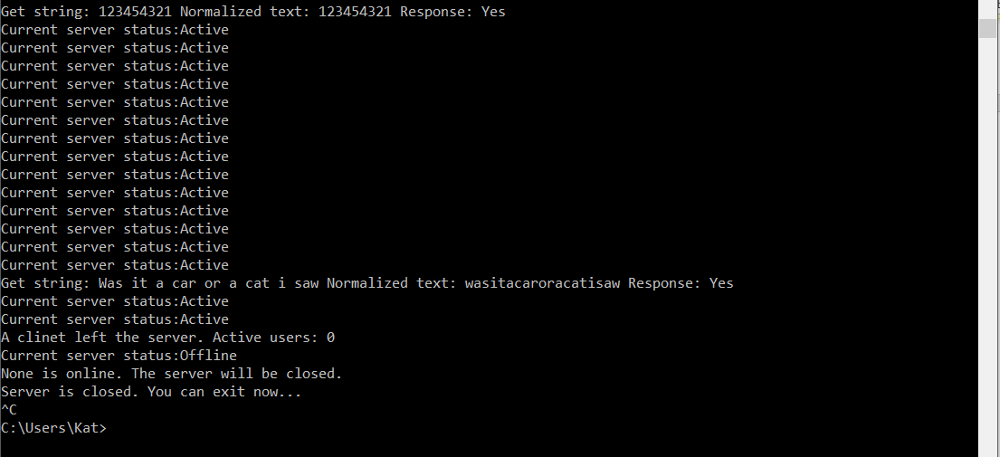 Get string: 123454321 Normalized text: 123454321 Response: Yes
Current server status:Active
Current server status:Active
Current server status:Active
Current server status:Active
Current server status:Active
Current server status:Active
Current server status:Active
Current server status:Active
Current server status:Active
Current server status:Active
Current server status:Active
Current server status:Active
Current server status:Active
Current server status:Active
Get string: Was it a car or a cat i saw Normalized text: wasitacaroracatisaw Response: Yes
Current server status:Active
Current server status:Active
A clinet left the server. Active users: 0
Current server status:Offline
None is online. The server will be closed.
Server is closed. You can exit now...
^C
C:\Users\Kat>